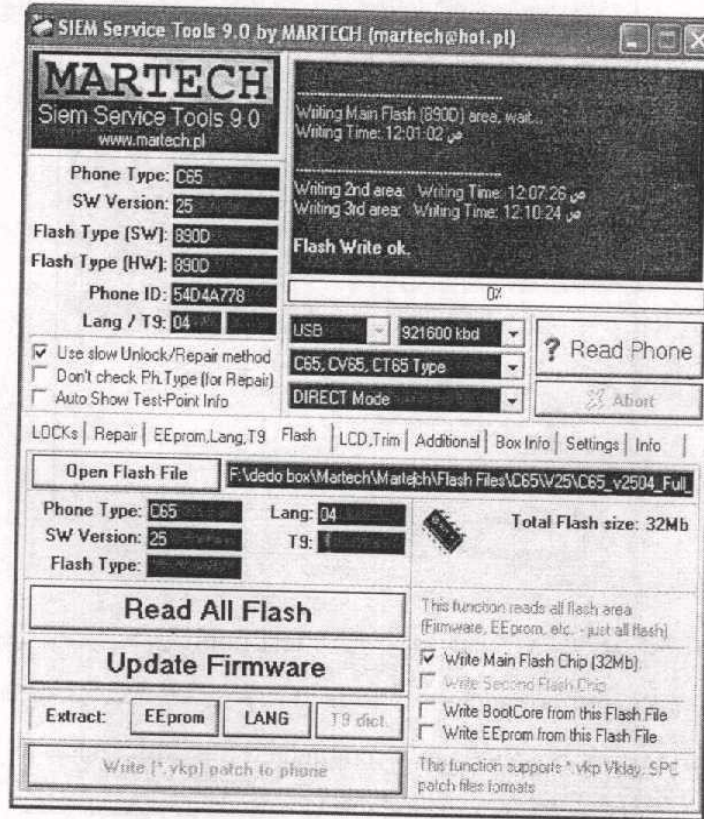 SIEM Service Tools 9.0 by MARTECH (martech@hot.pl)
MARTECH
Siem Service Tools 9.0
www.martech.pl
Phone Type: C65
SW Version: 25
Flash Type (SW): 890D
Flash Type (HW): 890D
Phone ID: 54D4A778
Lang / T9: 04
Use slow Unlock/Repair method
Don't check Ph.Type (for Repair)
Auto Show Test-Point Info
Writing Main Flash (890D) area, wait...
Writing Time: 12:01:02 ص
Writing 2nd area: Writing Time: 12:07:26 ص
Writing 3rd area: Writing Time: 12:10:24 ص
Flash Write ok.
0%
USB 921600 kbd
C65, CV65, CT65 Type
DIRECT Mode
? Read Phone
Abort
LOCKs Repair EEprom,Lang,T9 Flash LCD,Trim Additional Box Info Settings Info
Open Flash File F:\dedo box\Martech\Martech\Flash Files\C65\V25\C65_v2504_Full_
Phone Type: C65 Lang: 04
SW Version: 25 T9:
Flash Type:
Total Flash size: 32Mb
Read All Flash
This function reads all flash area
(Firmware, EEprom, etc. - just all flash)
Update Firmware
Write Main Flash Chip (32Mb)
Write Second Flash Chip
Extract: EEprom LANG T9 dict.
Write BootCore from this Flash File
Write EEprom from this Flash File
Write (*.vkp) patch to phone
This function supports *.vkp Vklay, SPC
patch files formats